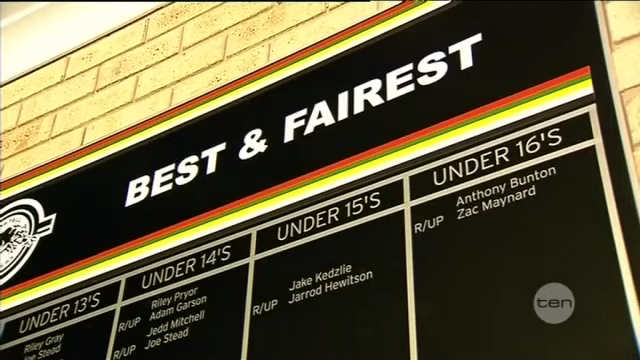 BEST & FAIREST
UNDER 13'S
Riley Gray
Stead
UNDER 14'S
Riley Pryor
R/UP Adam Garson
Jedd Mitchell
R/UP Joe Stead
UNDER 15'S
Jake Kedzlie
R/UP Jarrod Hewitson
UNDER 16'S
Anthony Bunton
R/UP Zac Maynard
ten